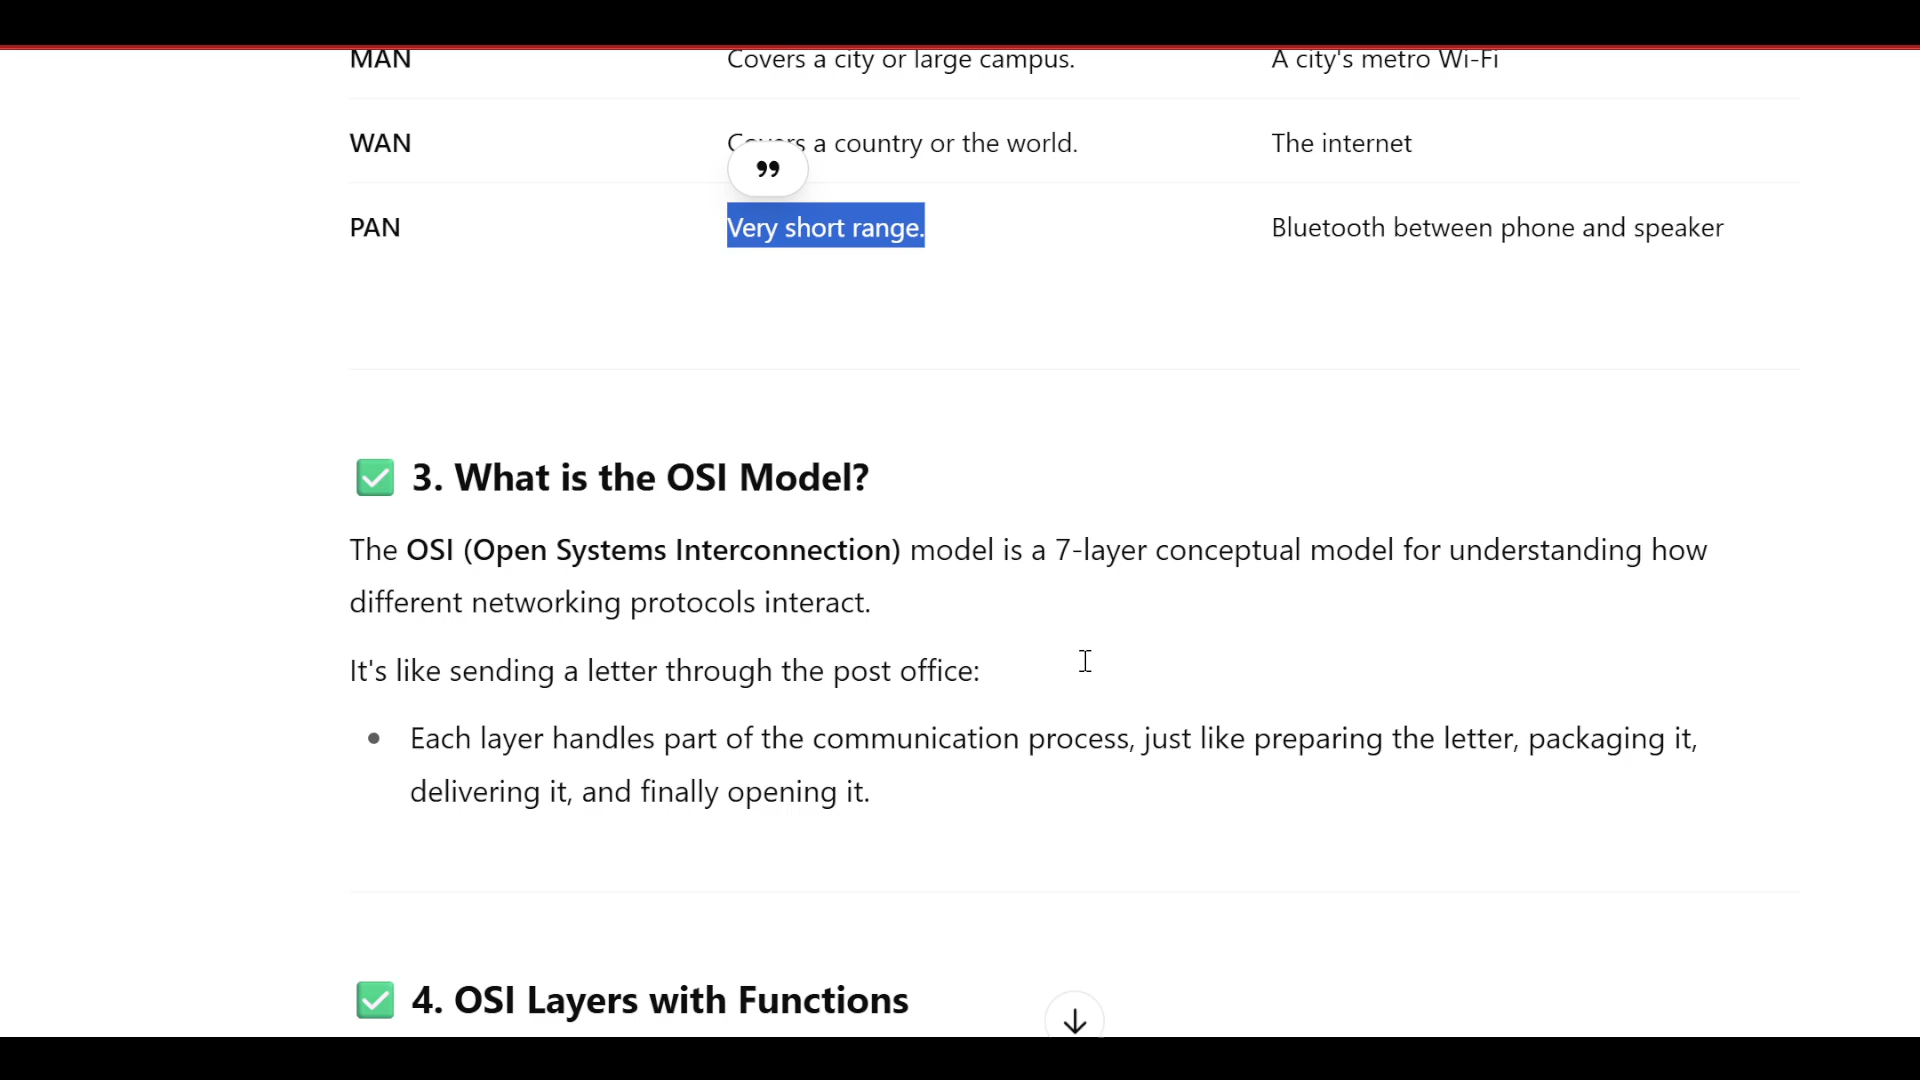 MAN Covers a city or large campus. A city's metro Wi-Fi
WAN Covers a country or the world. The internet
PAN Very short range. Bluetooth between phone and speaker
3. What is the OSI Model?
The OSI (Open Systems Interconnection) model is a 7-layer conceptual model for understanding how
different networking protocols interact.
It's like sending a letter through the post office:
Each layer handles part of the communication process, just like preparing the letter, packaging it,
delivering it, and finally opening it.
4. OSI Layers with Functions